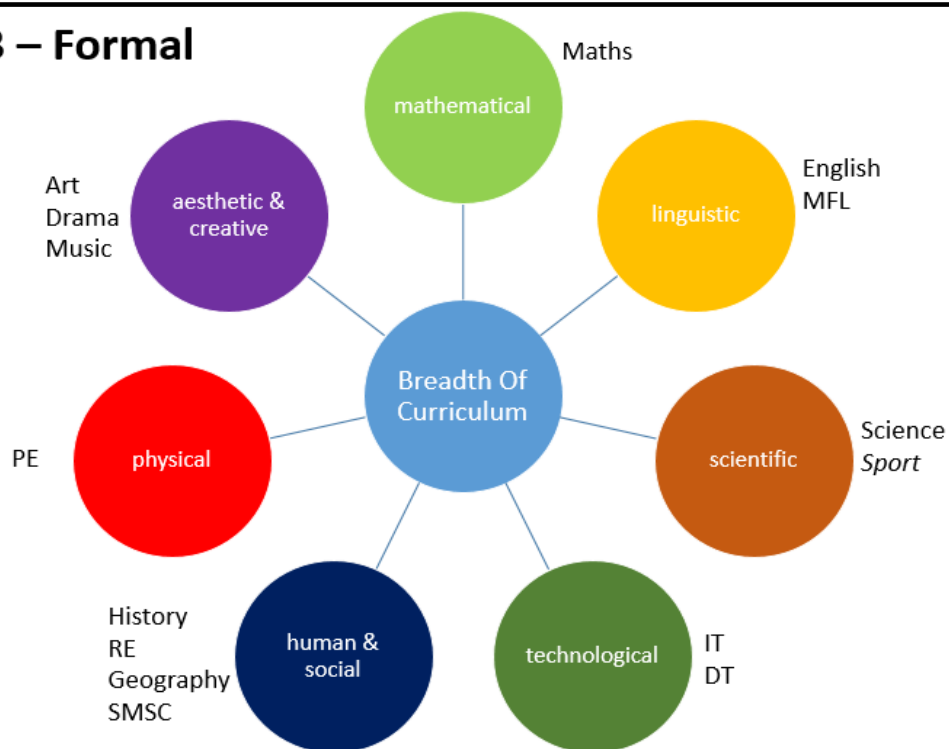 3 – Formal
Maths
mathematical
English
MFL
linguistic
Science
Sport
scientific
IT
DT
technological
History
RE
Geography
SMSC
human &
social
PE
physical
Art
Drama
Music
aesthetic &
creative
Breadth Of
Curriculum